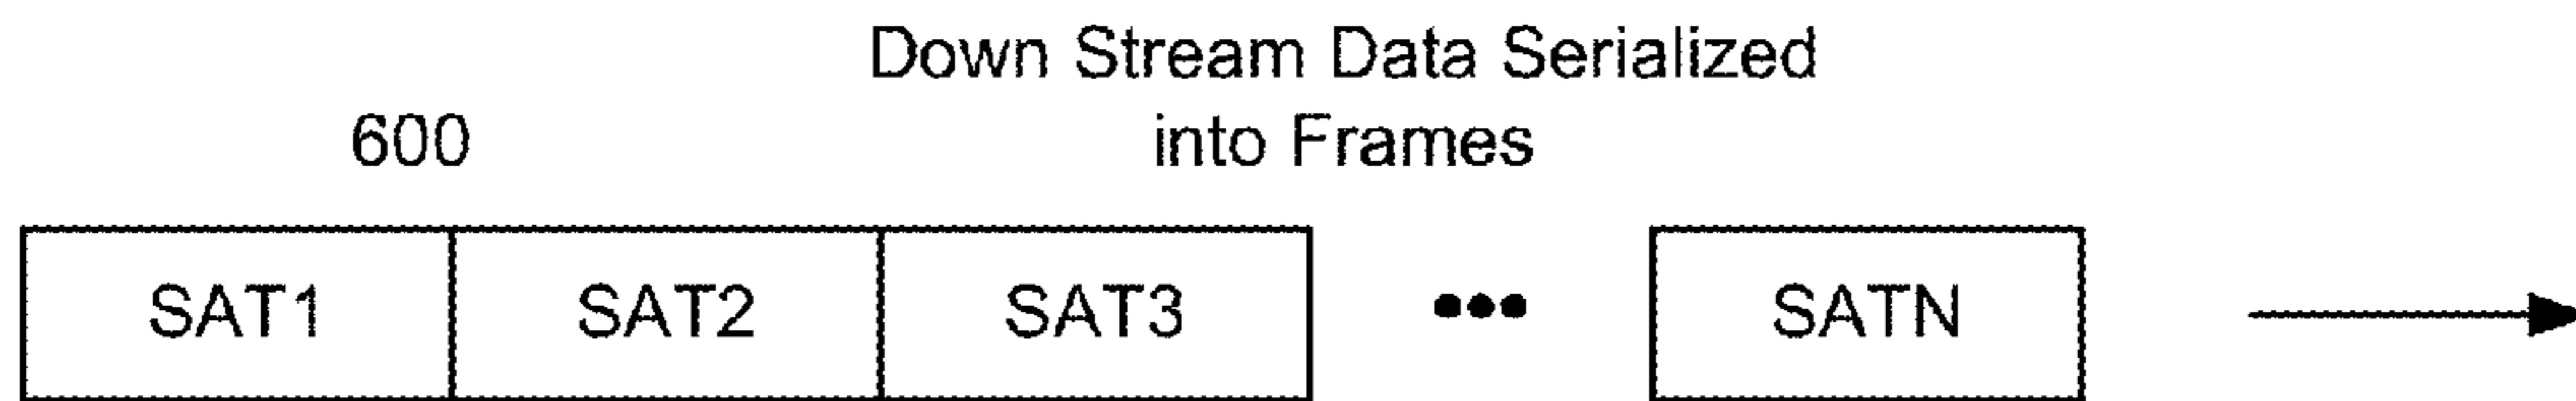 Down Stream Data Serialized
into Frames
600
SAT1 SAT2 SAT3 ••• SATN